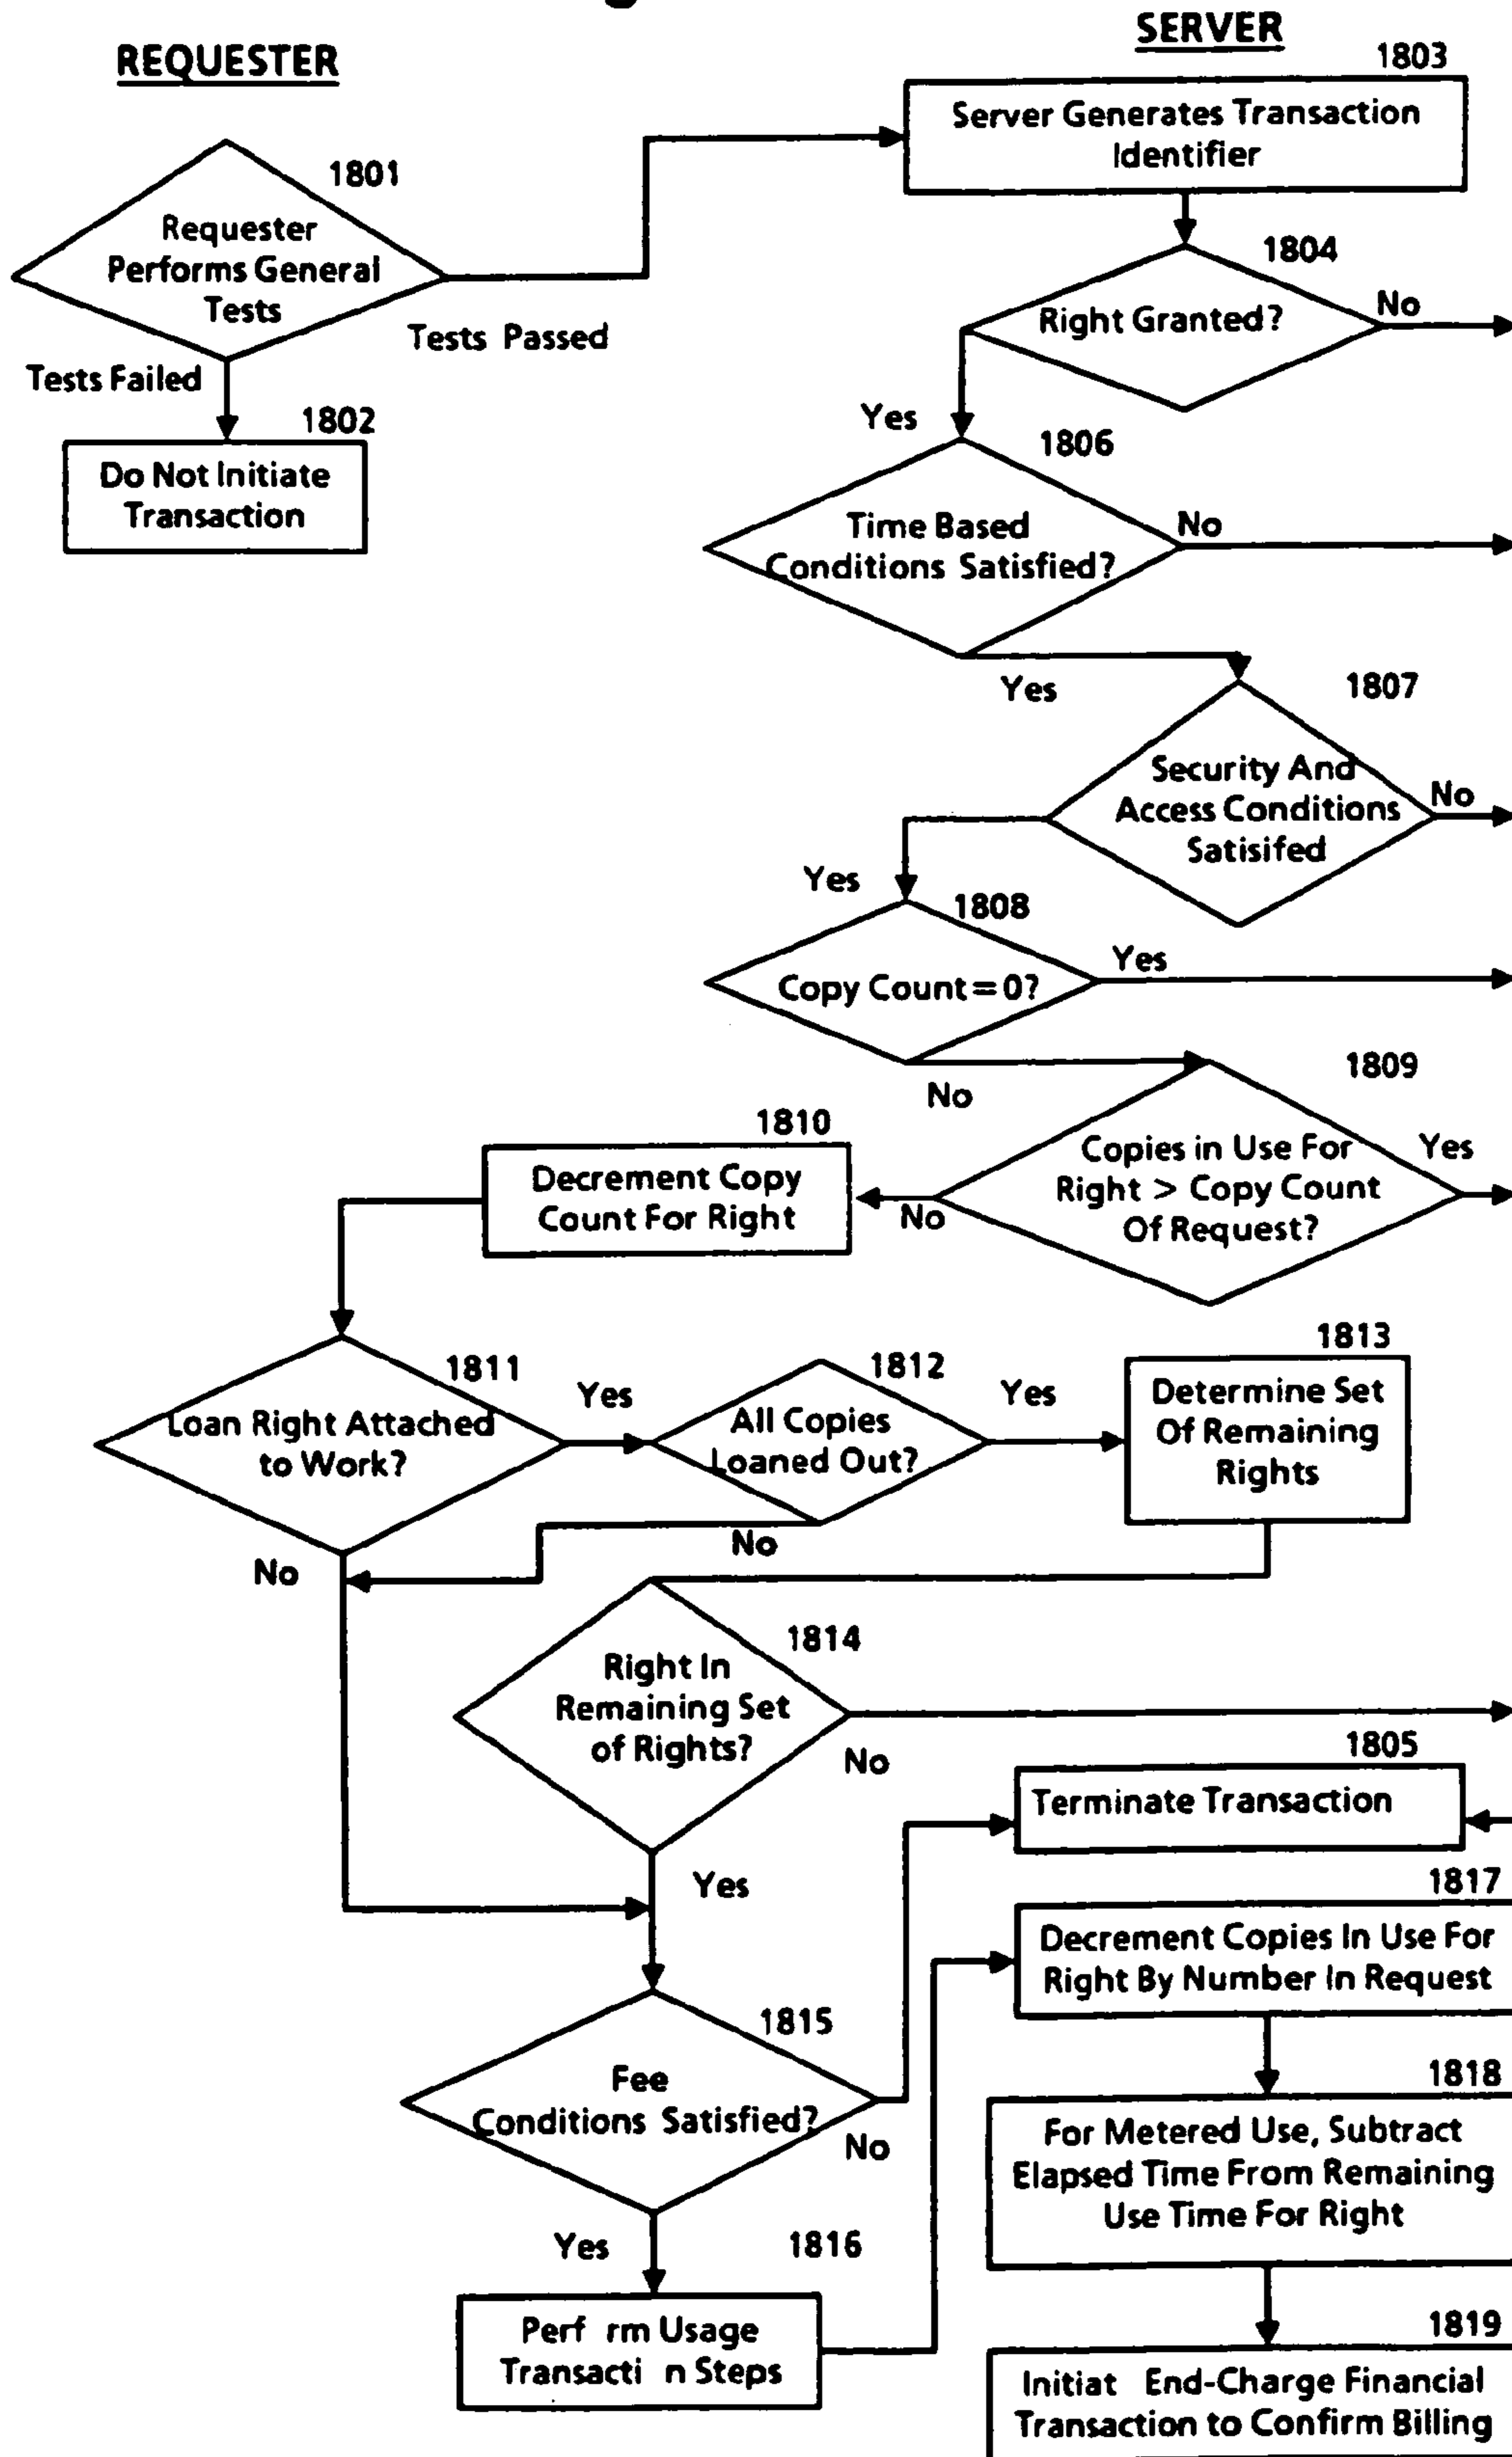 REQUESTER
SERVER
1803
Server Generates Transaction
Identifier
1801
Requester
Performs General
Tests
Tests Passed
Tests Failed
1802
Do Not Initiate
Transaction
1804
Right Granted?
No
Yes
1806
Time Based
Conditions Satisfied?
No
Yes
1807
Security And
Access Conditions
Satisifed
No
Yes
1808
Copy Count = 0?
Yes
No
1809
Copies in Use For
Right > Copy Count
Of Request?
Yes
No
1810
Decrement Copy
Count For Right
1811
Loan Right Attached
to Work?
Yes
No
1812
All Copies
Loaned Out?
Yes
No
1813
Determine Set
Of Remaining
Rights
1814
Right In
Remaining Set
of Rights?
No
Yes
1805
Terminate Transaction
1817
Decrement Copies In Use For
Right By Number In Request
1815
Fee
Conditions Satisfied?
No
Yes
1818
For Metered Use, Subtract
Elapsed Time From Remaining
Use Time For Right
1816
Perf rm Usage
Transacti n Steps
1819
Initiat End-Charge Financial
Transaction to Confirm Billing